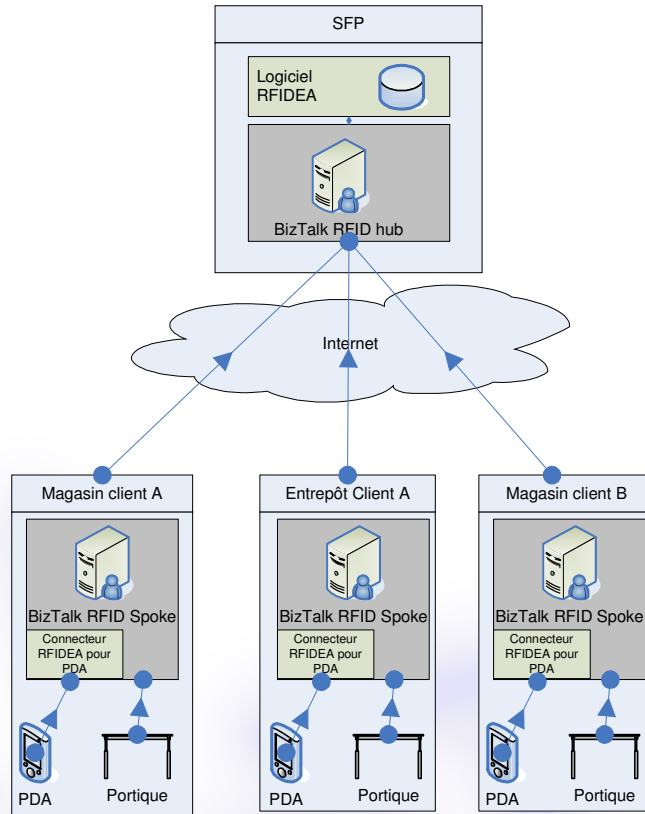 SFP
Logiciel
RFIDEA
BizTalk RFID hub
Internet
Magasin client A
BizTalk RFID Spoke
Connecteur
RFIDEA pour
PDA
PDA
Portique
Entrepôt Client A
BizTalk RFID Spoke
Connecteur
RFIDEA pour
PDA
PDA
Portique
Magasin client B
BizTalk RFID Spoke
Connecteur
RFIDEA pour
PDA
PDA
Portique